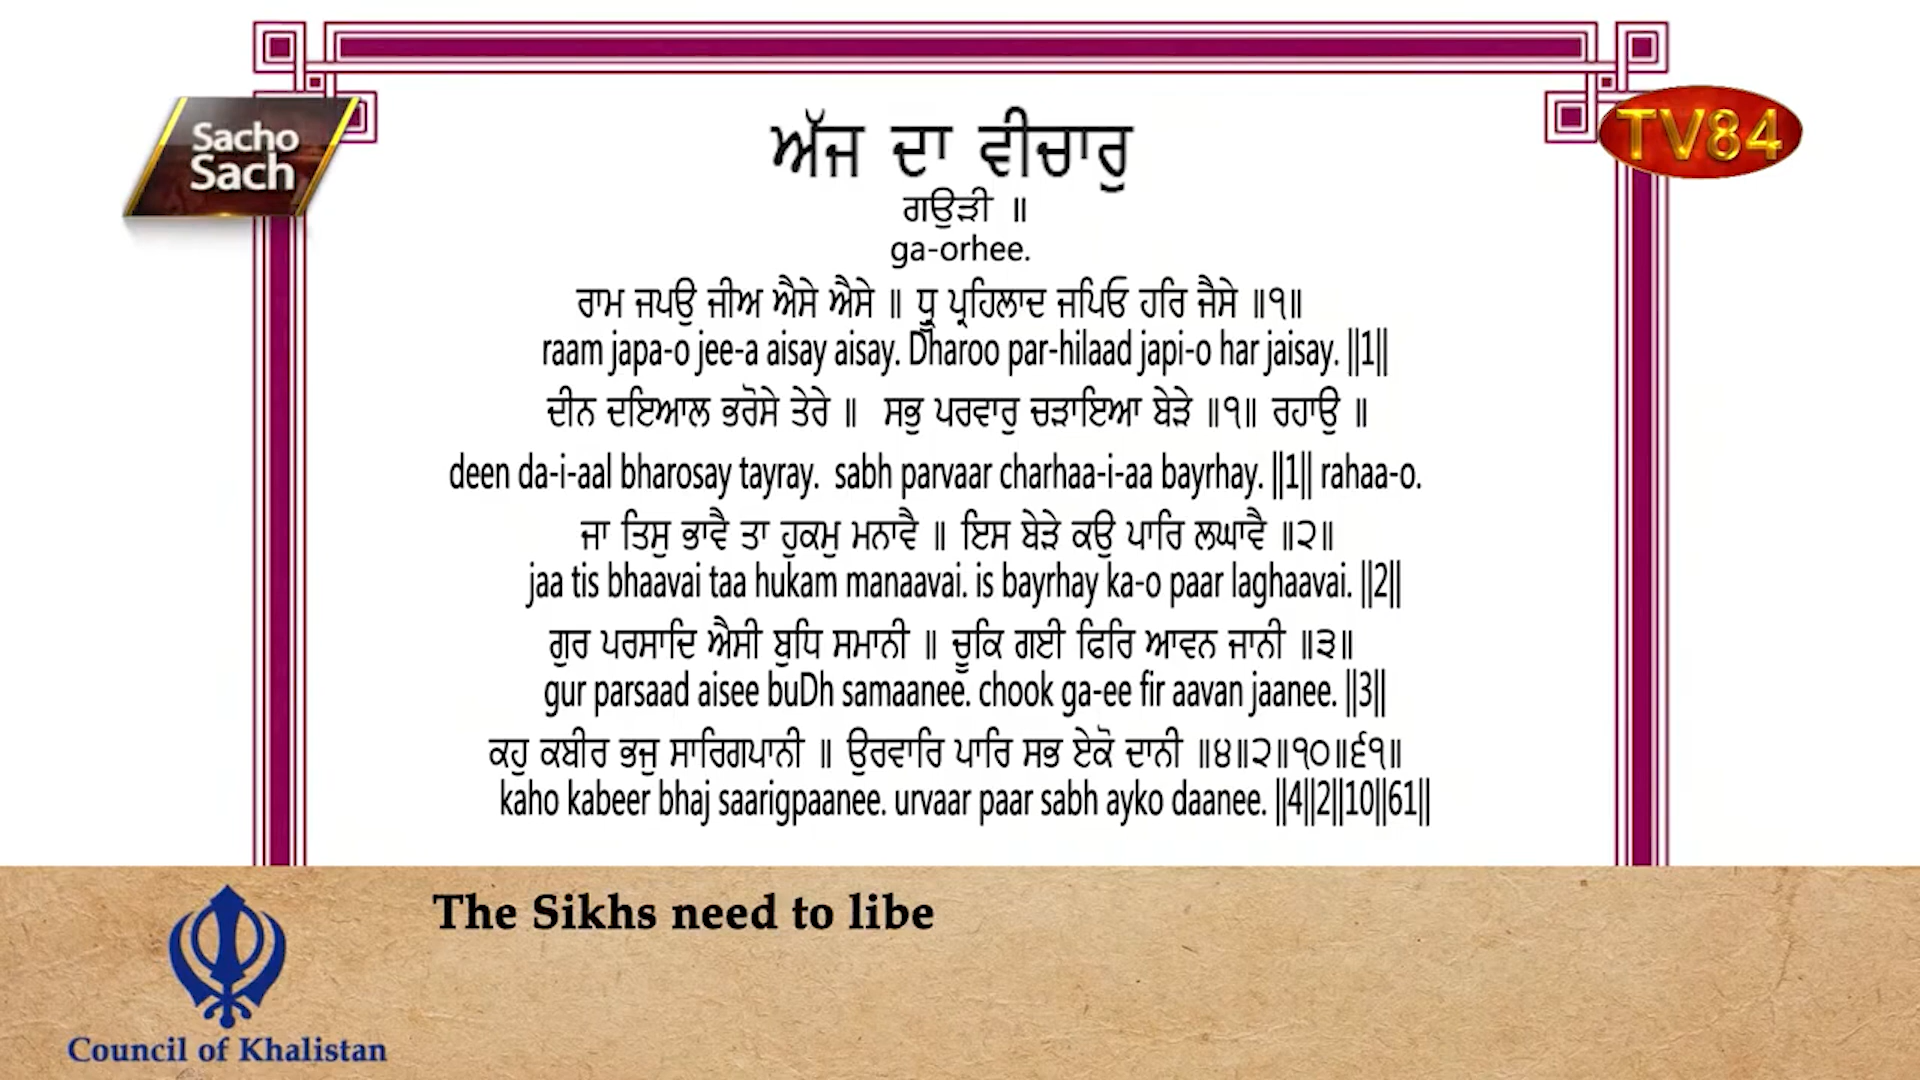 Sacho
Sach
TV84
ਅੱਜ ਦਾ ਵੀਚਾਰੁ
ਗਉੜੀ ॥
ga-orhee.
ਰਾਮ ਜਪਉ ਜੀਅ ਐਸੇ ਐਸੇ ॥ ਧ੍ਰੂ ਪ੍ਰਹਿਲਾਦ ਜਪਿਓ ਹਰਿ ਜੈਸੇ ॥੧॥
raam japa-o jee-a aisay aisay. Dharoo par-hilaad japi-o har jaisay. ||1||
ਦੀਨ ਦਇਆਲ ਭਰੋਸੇ ਤੇਰੇ ॥ ਸਭੁ ਪਰਵਾਰੁ ਚੜਾਇਆ ਬੇੜੇ ॥੧॥ ਰਹਾਉ ॥
deen da-i-aal bharosay tayray. sabh parvaar charhaa-i-aa bayrhay. ||1|| rahaa-o.
ਜਾ ਤਿਸੁ ਭਾਵੈ ਤਾ ਹੁਕਮੁ ਮਨਾਵੈ ॥ ਇਸ ਬੇੜੇ ਕਉ ਪਾਰਿ ਲਘਾਵੈ ॥੨॥
jaa tis bhaavai taa hukam manaavai. is bayrhay ka-o paar laghaavai. ||2||
ਗੁਰ ਪਰਸਾਦਿ ਐਸੀ ਬੁਧਿ ਸਮਾਨੀ ॥ ਚੂਕਿ ਗਈ ਫਿਰਿ ਆਵਨ ਜਾਨੀ ॥੩॥
gur parsaad aisee buDh samaanee. chook ga-ee fir aavan jaanee. ||3||
ਕਹੁ ਕਬੀਰ ਭਜੁ ਸਾਰਿਗਪਾਨੀ ॥ ਉਰਵਾਰਿ ਪਾਰਿ ਸਭ ਏਕੋ ਦਾਨੀ ॥੪॥੨॥੧੦॥੬੧॥
kaho kabeer bhaj saarigpaanee. urvaar paar sabh ayko daanee. ||4||2||10||61||
The Sikhs need to libe
Council of Khalistan